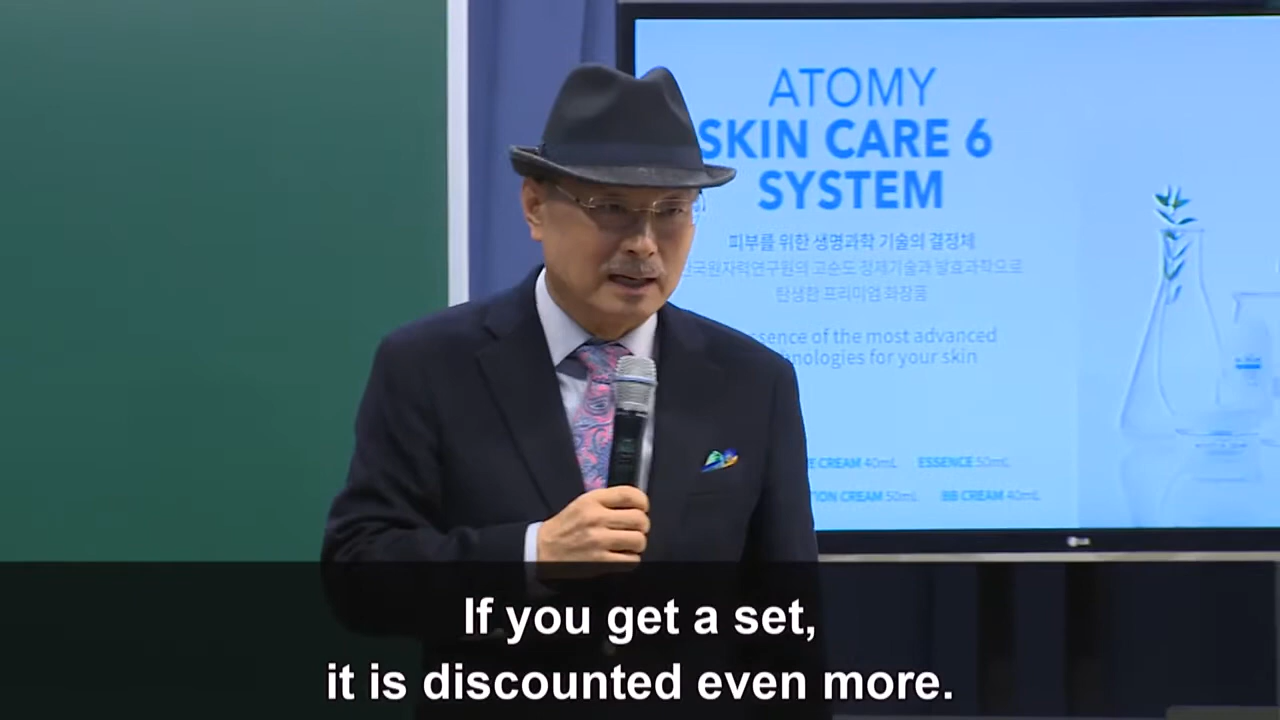 ATOMY
SKIN CARE 6
SYSTEM
피부를 위한 생명과학 기술의 결정체
한국원자력연구원의 고순도 정제기술과 발효과학으로
탄생한 프리미엄 화장품
ssence of the most advanced
nologies for your skin
E CREAM 40mL ESSENCE 50mL
TION CREAM 50mL BB CREAM 40mL
LG
If you get a set,
it is discounted even more.